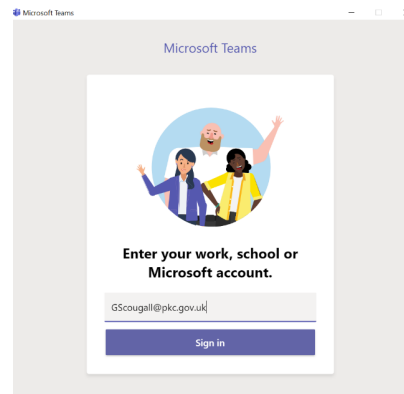 Microsoft Teams
Microsoft Teams
Enter your work, school or
Microsoft account.
GScougall@pkc.gov.uk
Sign in